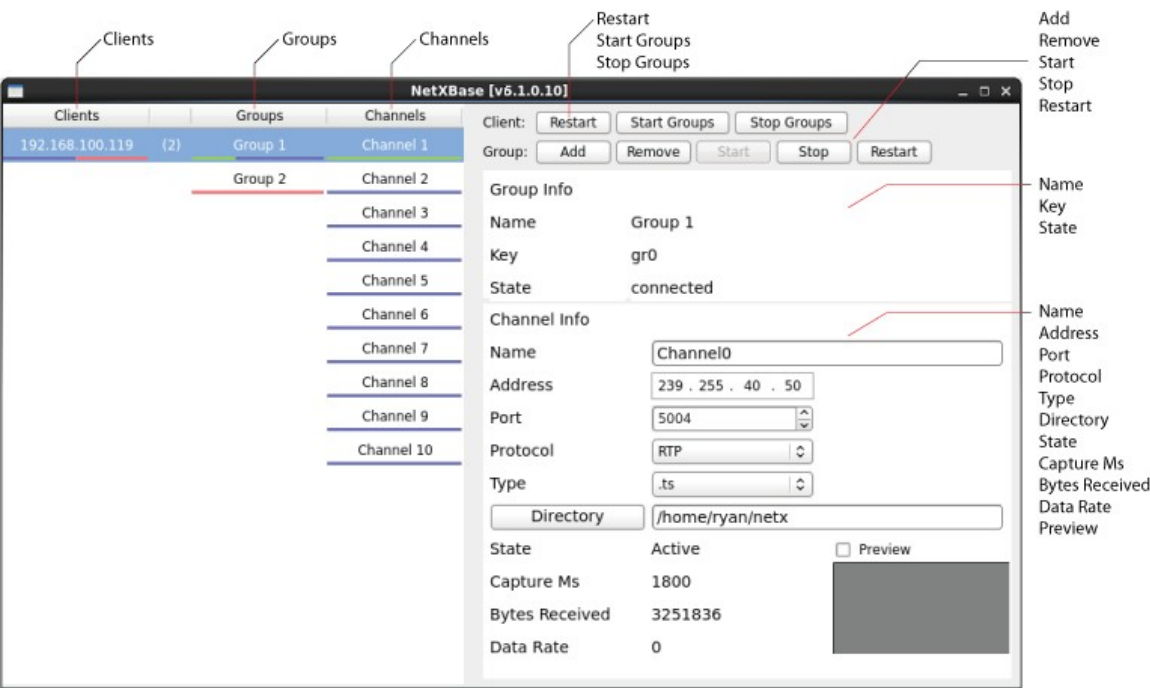 Clients
Groups
Channels
Restart
Start Groups
Stop Groups
Add
Remove
Start
Stop
Restart
NetXBase [v6.1.0.10]
Clients Groups Channels
192.168.100.119 (2) Group 1 Channel 1
Group 2 Channel 2
Channel 3
Channel 4
Channel 5
Channel 6
Channel 7
Channel 8
Channel 9
Channel 10
Client: Restart Start Groups Stop Groups
Group: Add Remove Start Stop Restart
Group Info
Name Group 1
Key gr0
State connected
Channel Info
Name Channel0
Address 239 . 255 . 40 . 50
Port 5004
Protocol RTP
Type .ts
Directory /home/ryan/netx
State Active Preview
Capture Ms 1800
Bytes Received 3251836
Data Rate 0
Name
Key
State
Name
Address
Port
Protocol
Type
Directory
State
Capture Ms
Bytes Received
Data Rate
Preview